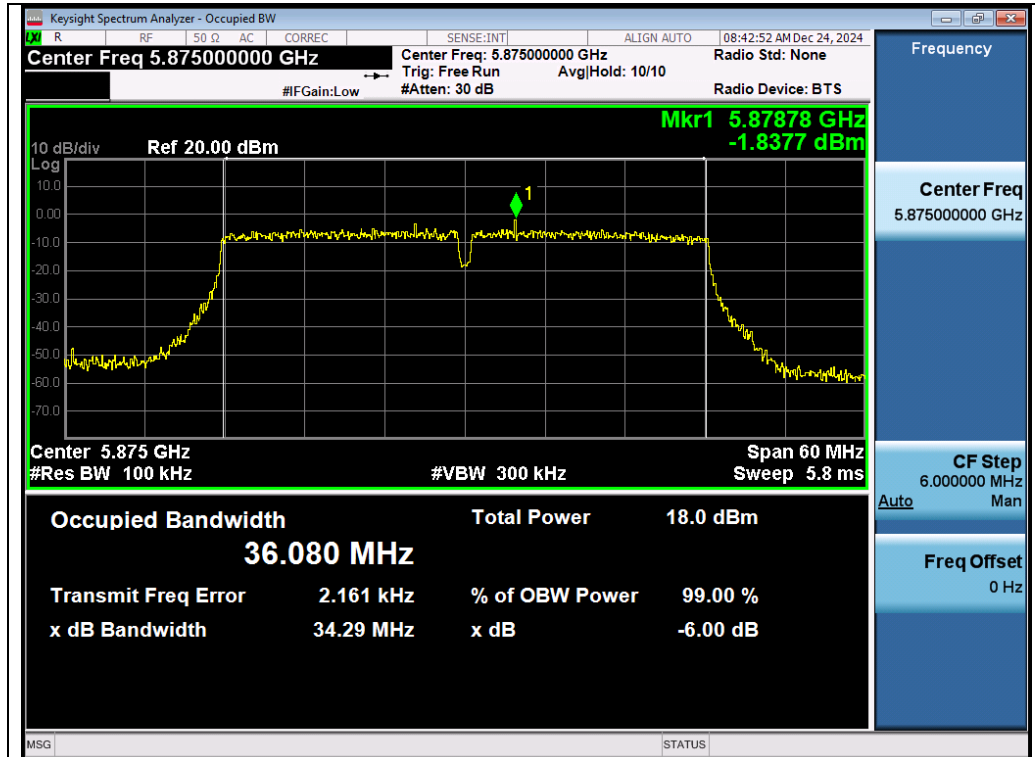 Keysight Spectrum Analyzer - Occupied BW
LXI R RF 50 Ω AC CORREC SENSE:INT ALIGN AUTO 08:42:52 AM Dec 24, 2024
Center Freq 5.875000000 GHz
Center Freq: 5.875000000 GHz Radio Std: None
Trig: Free Run Avg|Hold: 10/10
#IFGain:Low #Atten: 30 dB Radio Device: BTS
Mkr1 5.87878 GHz
-1.8377 dBm
10 dB/div Ref 20.00 dBm
Log
10.0
1
0.00
-10.0
-20.0
-30.0
-40.0
-50.0
-60.0
-70.0
Center 5.875 GHz Span 60 MHz
#Res BW 100 kHz #VBW 300 kHz Sweep 5.8 ms
Occupied Bandwidth Total Power 18.0 dBm
36.080 MHz
Transmit Freq Error 2.161 kHz % of OBW Power 99.00 %
x dB Bandwidth 34.29 MHz x dB -6.00 dB
MSG STATUS
Frequency
Center Freq
5.875000000 GHz
CF Step
6.000000 MHz
Auto Man
Freq Offset
0 Hz